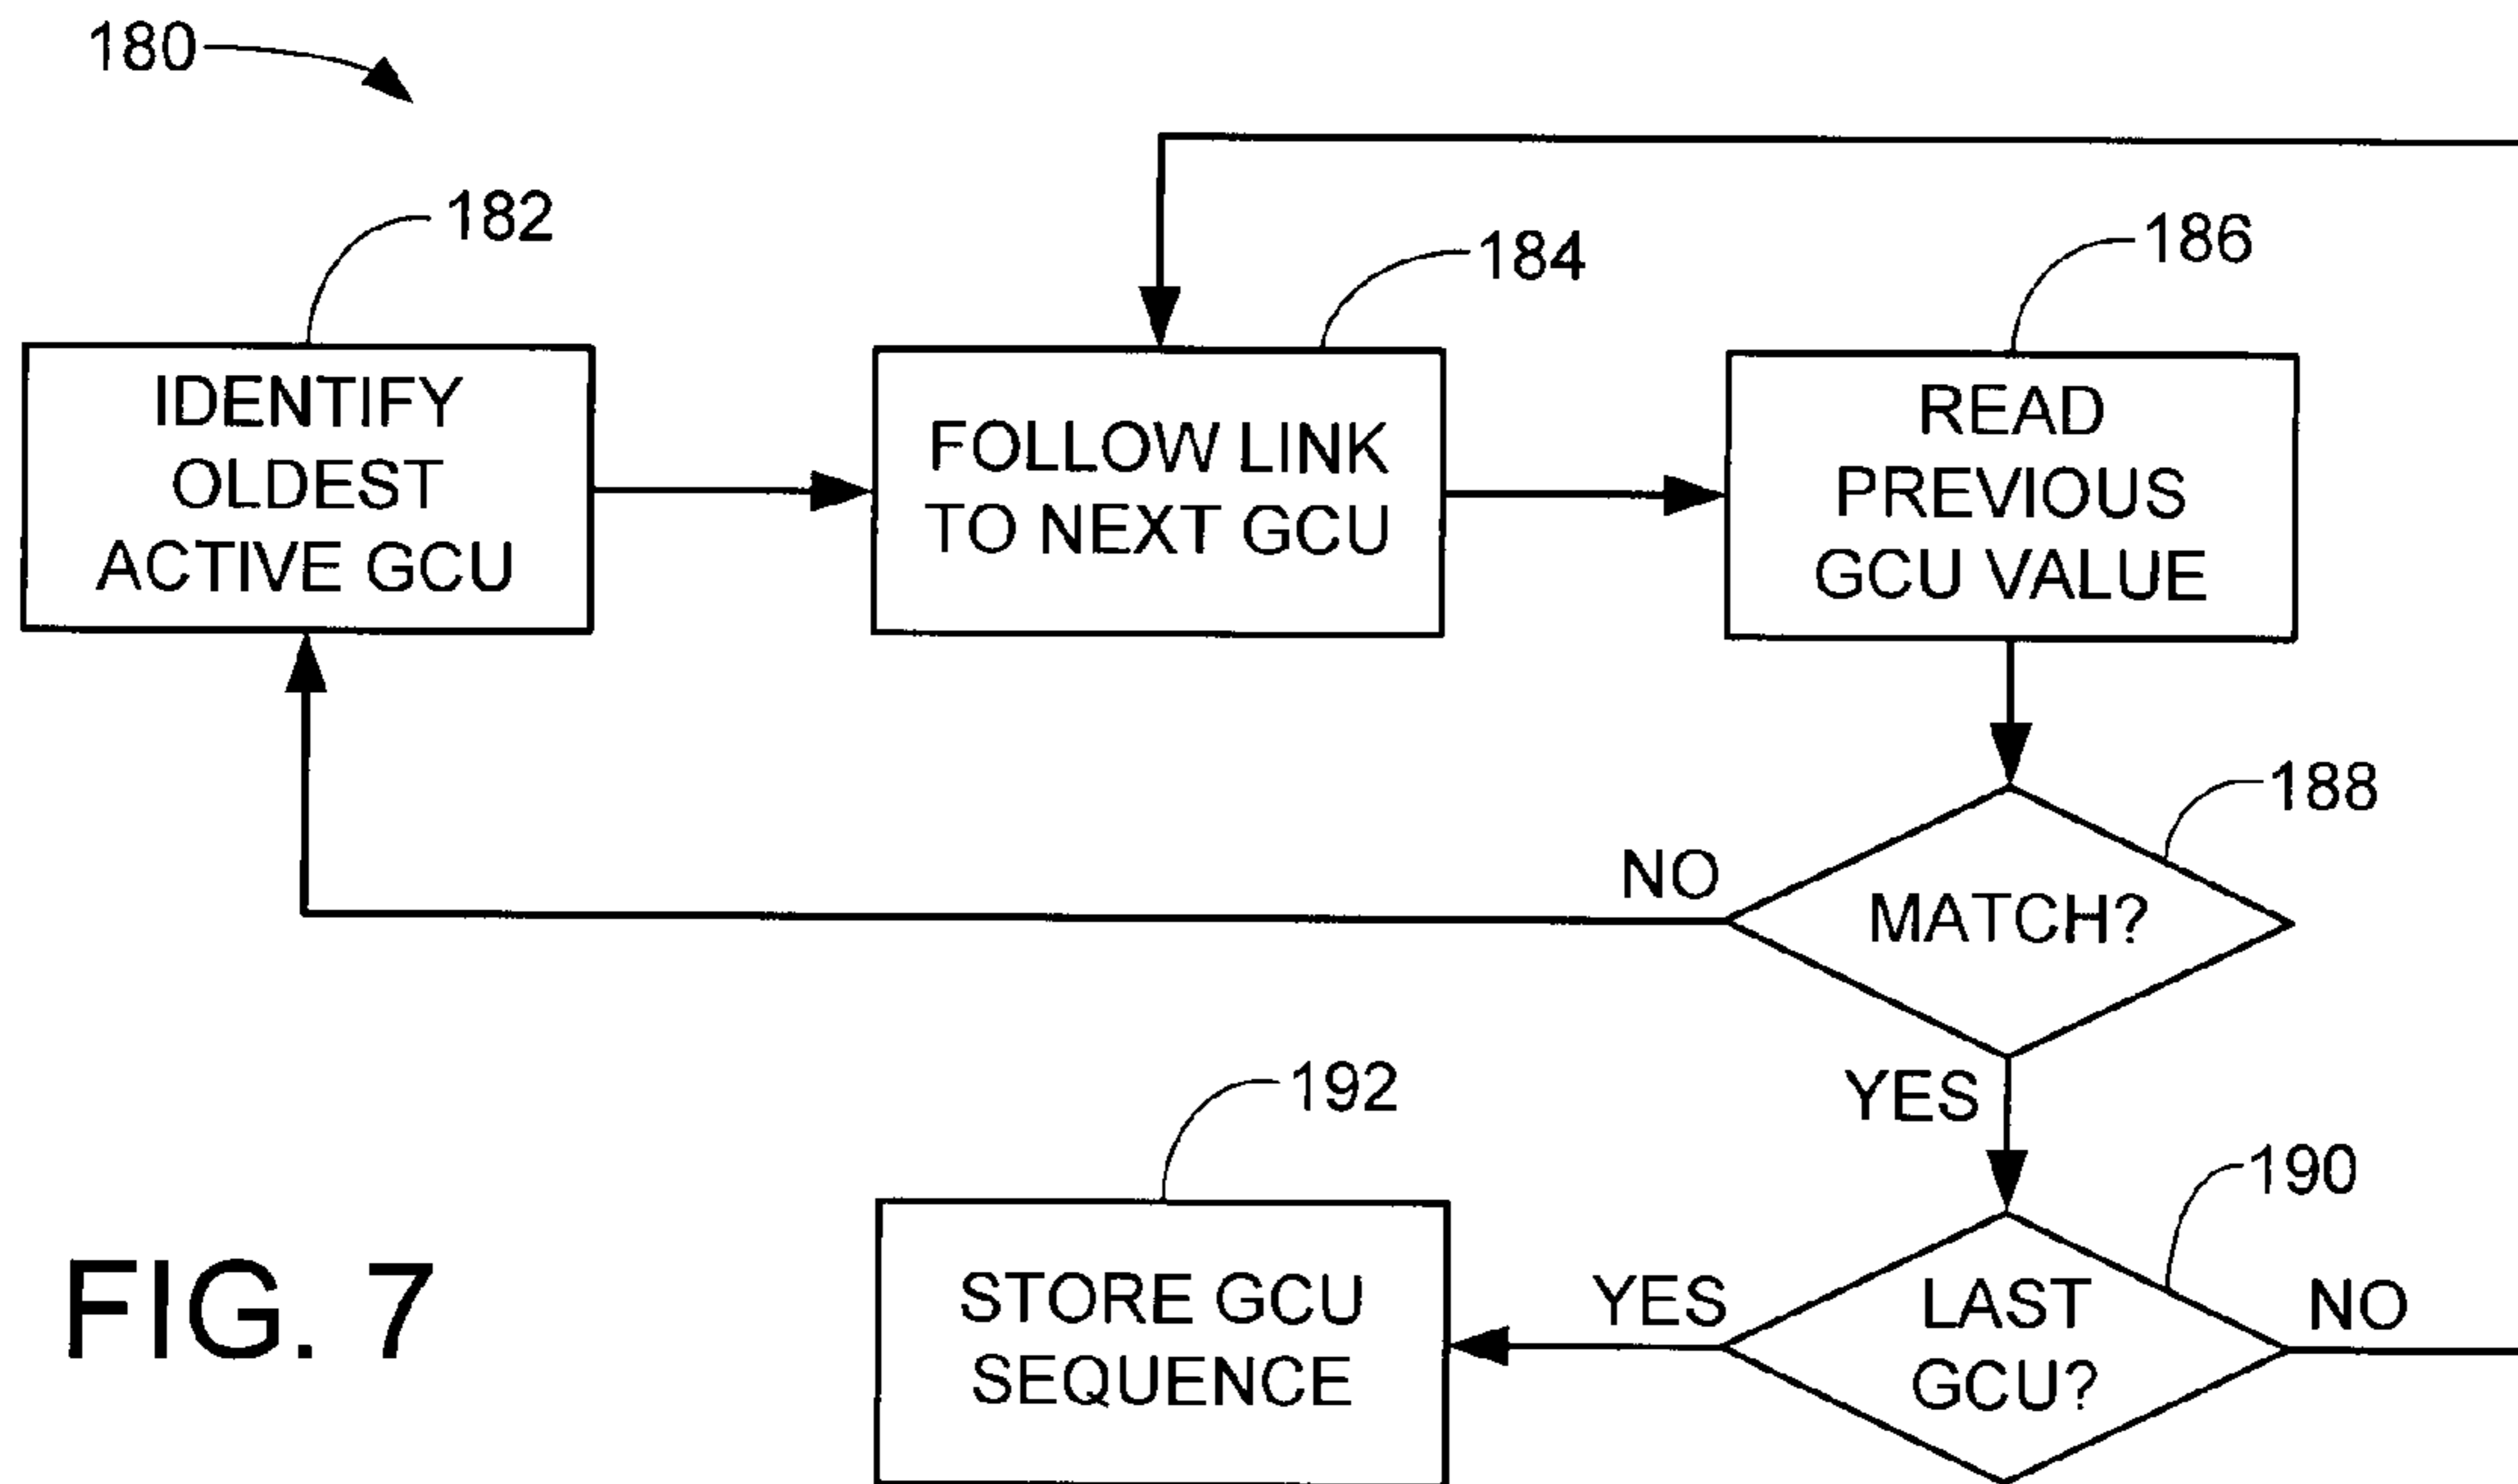 180
182
184
186
IDENTIFY
OLDEST
ACTIVE GCU
FOLLOW LINK
TO NEXT GCU
READ
PREVIOUS
GCU VALUE
188
NO
MATCH?
YES
192
190
STORE GCU
SEQUENCE
YES
LAST
GCU?
NO
FIG. 7